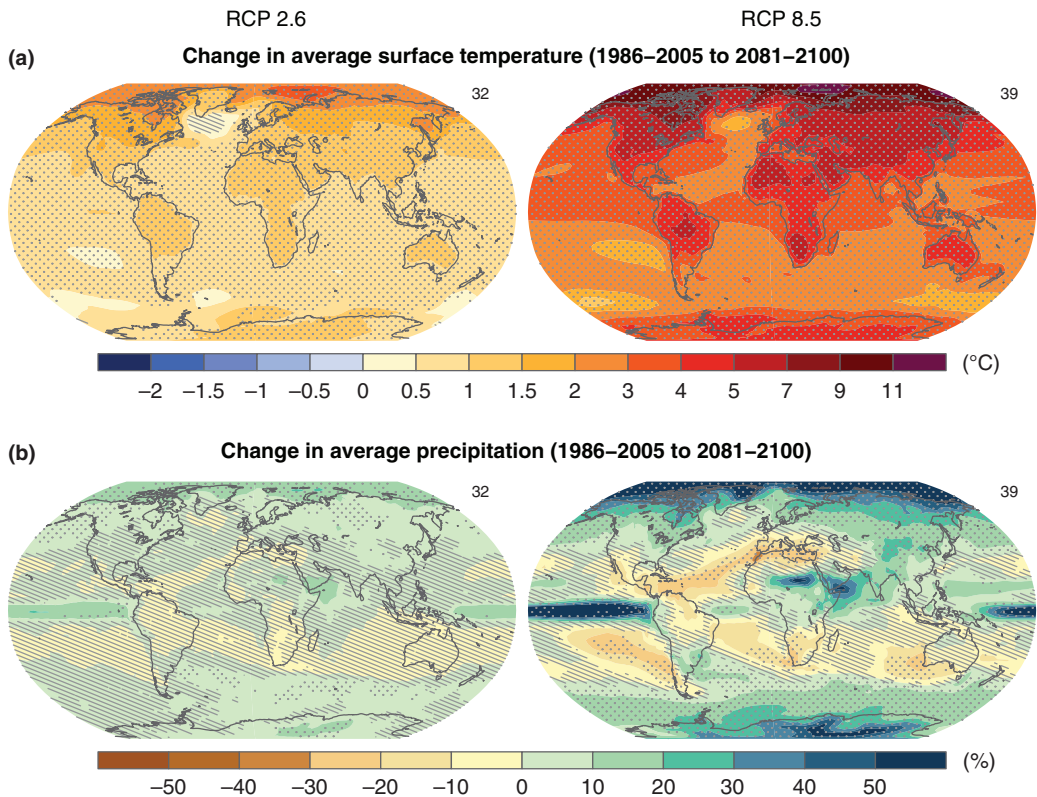 RCP 2.6 RCP 8.5
(a) Change in average surface temperature (1986–2005 to 2081–2100)
32 39
(°C)
−2 −1.5 −1 −0.5 0 0.5 1 1.5 2 3 4 5 7 9 11
(b) Change in average precipitation (1986–2005 to 2081–2100)
32 39
(%)
−50 −40 −30 −20 −10 0 10 20 30 40 50